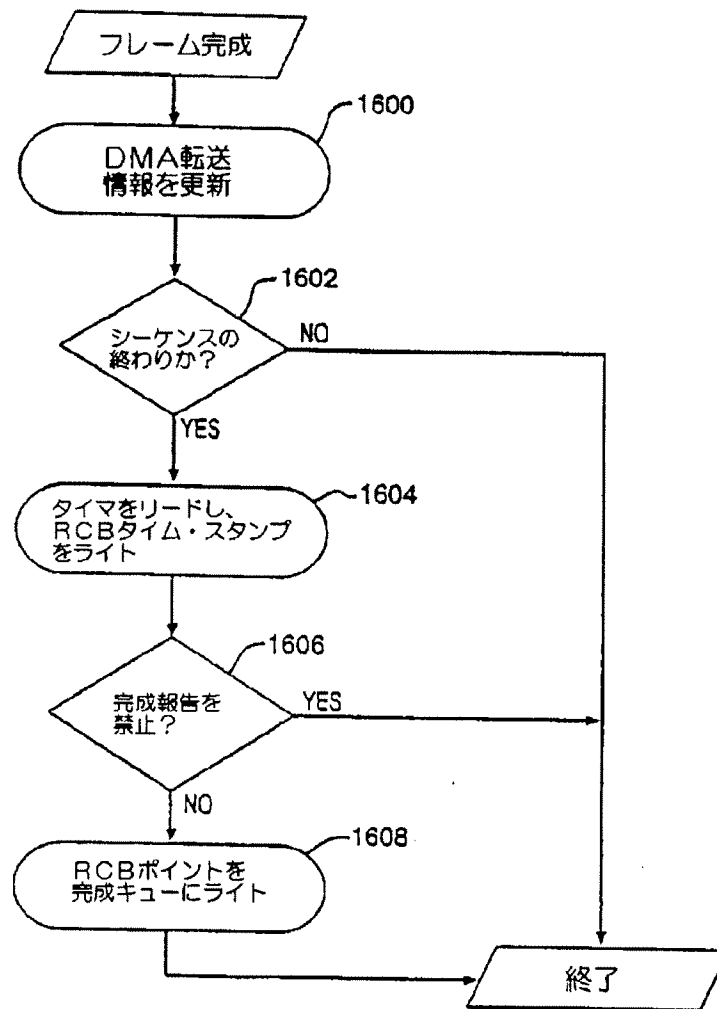 フレーム完成
1600
DMA転送
情報を更新
1602
シーケンスの
終わりか?
NO
YES
1604
タイマをリードし、
RCBタイム・スタンプ
をライト
1606
完成報告を
禁止?
YES
NO
1608
RCBポイントを
完成キューにライト
終了